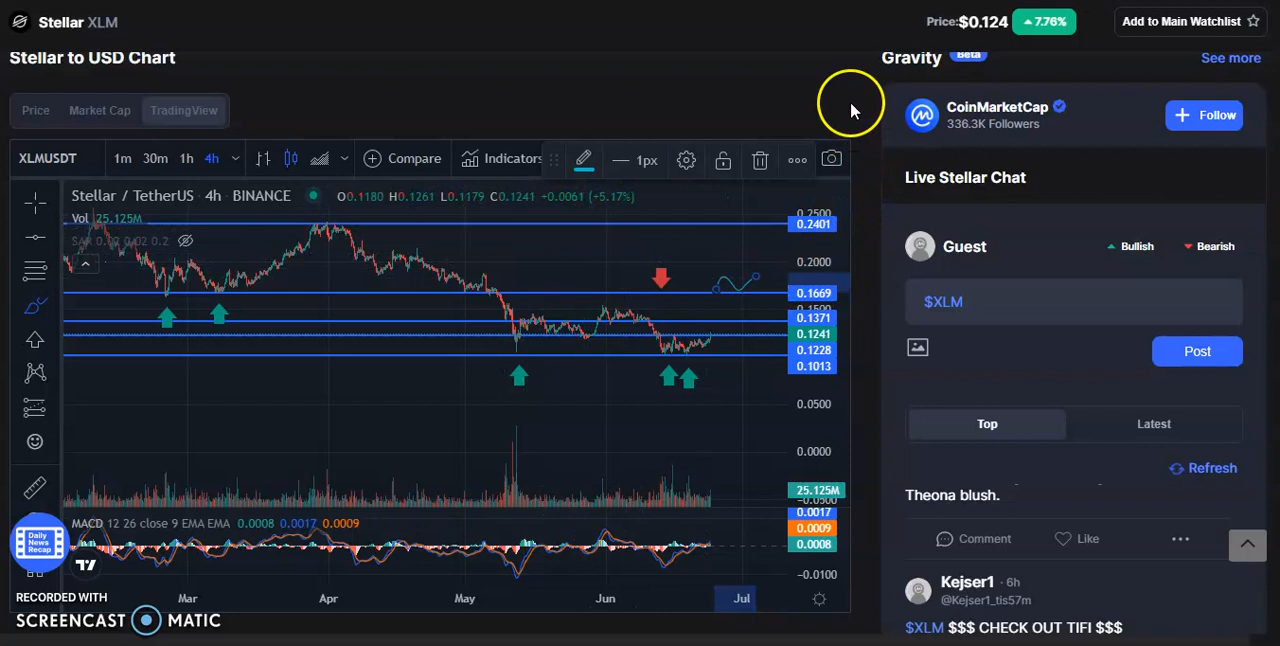 Stellar XLM
Price:$0.124 7.76% Add to Main Watchlist
Stellar to USD Chart
Price Market Cap TradingView
XLMUSDT 1m 30m 1h 4h Compare Indicators 1px
Stellar / TetherUS · 4h · BINANCE O0.1180 H0.1261 L0.1179 C0.1241 +0.0061 (+5.17%)
Vol 25.125M
SAR 0.02 0.02 0.2
0.2500
0.2401
0.2000
0.1669
0.1500
0.1371
0.1241
0.1228
0.1013
0.0500
0.0000
25.125M
-0.0500
MACD 12 26 close 9 EMA EMA 0.0008 0.0017 0.0009
0.0017
0.0009
0.0008
−0.0100
Mar Apr May Jun Jul
Daily
News
Recap
RECORDED WITH
SCREENCAST MATIC
Gravity Beta See more
CoinMarketCap
336.3K Followers
Follow
Live Stellar Chat
Guest Bullish Bearish
$XLM
Post
Top Latest
Refresh
Theona blush.
Comment Like
Kejser1 · 6h
@Kejser1_tis57m
$XLM $$$ CHECK OUT TIFI $$$